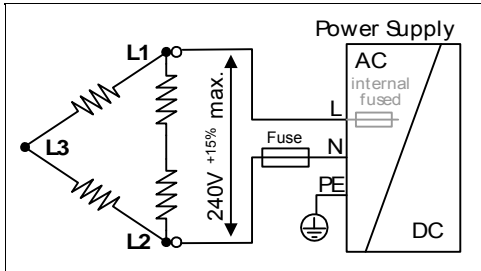 Power Supply
L1
AC
internal
fused
240V +15% max.
L
L3
Fuse
N
PE
L2
DC